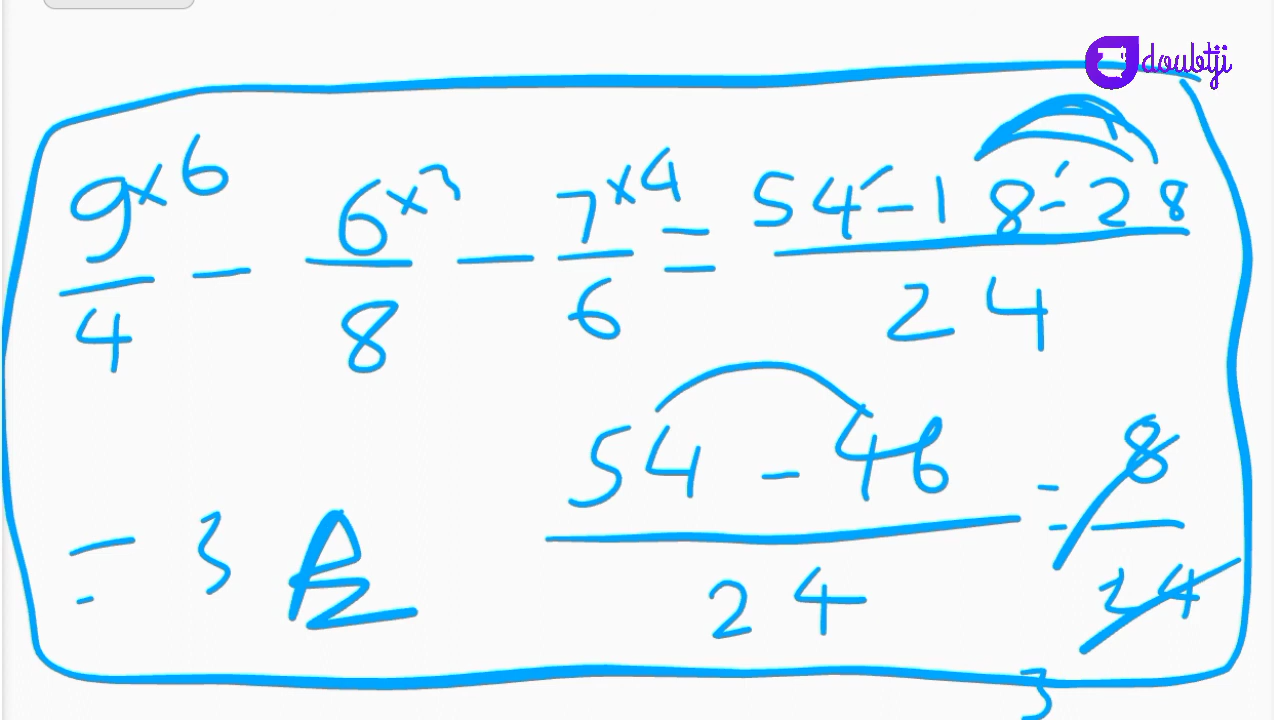 doubtji
9×6/4 − 6×3/8 − 7×4/6 = 54−18−28/24
54 − 46/24 = 8/24
= 3
3